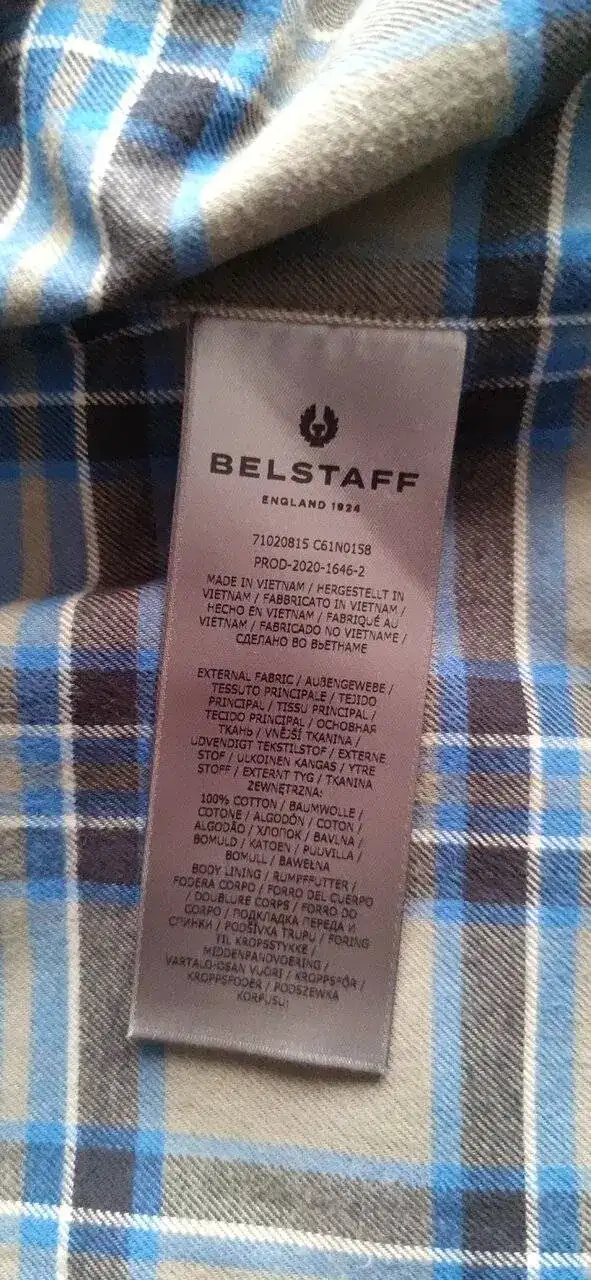 BELSTAFF
ENGLAND 1924
71020815 C61N0158
PROD-2020-1646-2
MADE IN VIETNAM / HERGESTELLT IN
VIETNAM / FABBRICATO IN VIETNAM /
HECHO EN VIETNAM / FABRIQUÉ AU
VIETNAM / FABRICADO NO VIETNAME /
СДЕЛАНО ВО ВЬЕТНАМЕ
EXTERNAL FABRIC / AUßENGEWEBE /
TESSUTO PRINCIPALE / TEJIDO
PRINCIPAL / TISSU PRINCIPAL /
TECIDO PRINCIPAL / ОСНОВНАЯ
ТКАНЬ / VNĚJŠÍ TKANINA /
UDVENDIGT TEKSTILSTOF / EXTERNE
STOF / ULKOINEN KANGAS / YTRE
STOFF / EXTERNT TYG / TKANINA
ZEWNĘTRZNA:
100% COTTON / BAUMWOLLE /
COTONE / ALGODÓN / COTON /
ALGODÃO / ХЛОПОК / BAVLNA /
BOMULD / KATOEN / PUUVILLA /
BOMULL / BAWEŁNA
BODY LINING / RUMPFFUTTER /
FODERA CORPO / FORRO DEL CUERPO
/ DOUBLURE CORPS / FORRO DO
CORPO / ПОДКЛАДКА ПЕРЕДА И
СПИНКИ / PODŠÍVKA TRUPU / FORING
TIL KROPSSTYKKE /
MIDDENPANDVOERING /
VARTALO-OSAN VUORI / KROPPSFÔR /
KROPPSFODER / PODSZEWKA
KORPUSU: